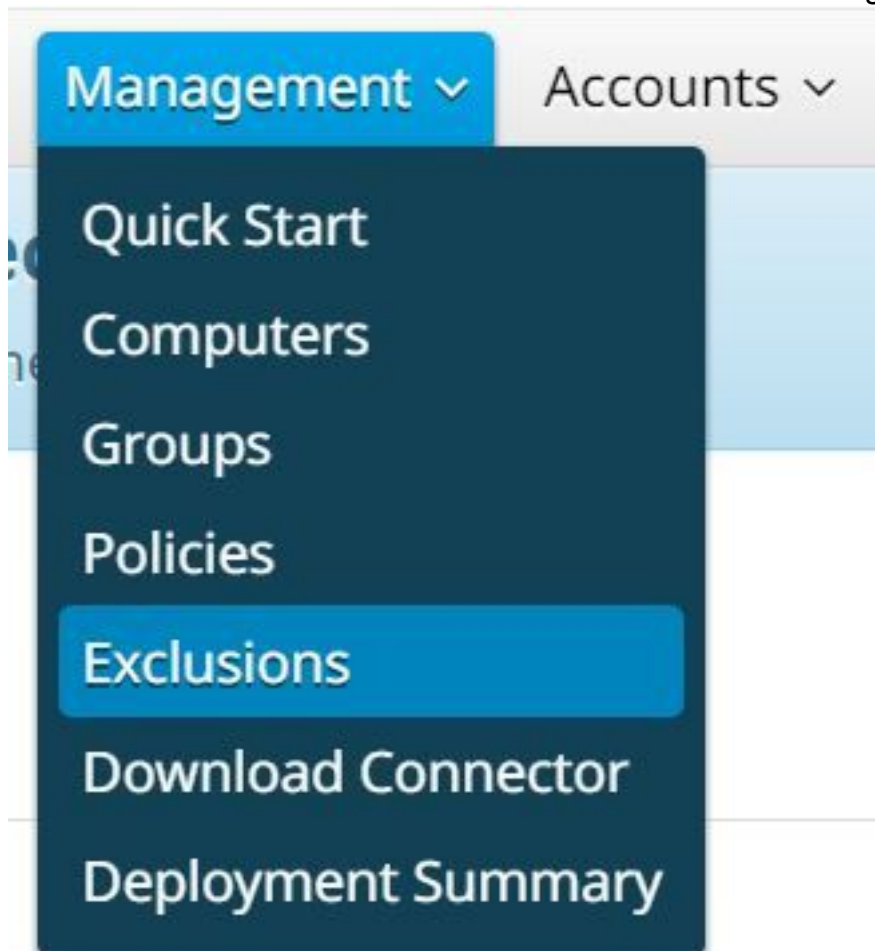 Management Accounts
Quick Start
Computers
Groups
Policies
Exclusions
Download Connector
Deployment Summary